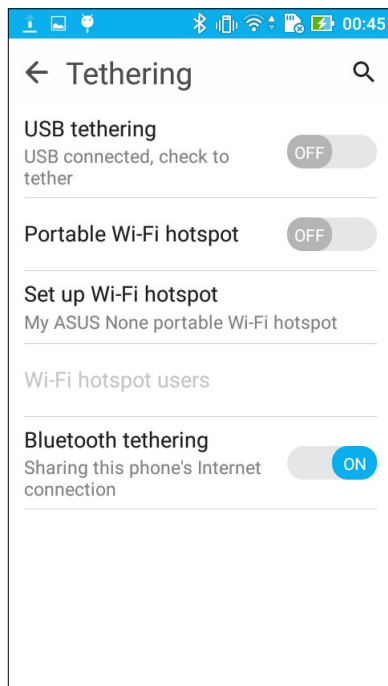 00:45
Tethering
USB tethering
USB connected, check to
tether
OFF
Portable Wi-Fi hotspot
OFF
Set up Wi-Fi hotspot
My ASUS None portable Wi-Fi hotspot
Wi-Fi hotspot users
Bluetooth tethering
Sharing this phone's Internet
connection
ON